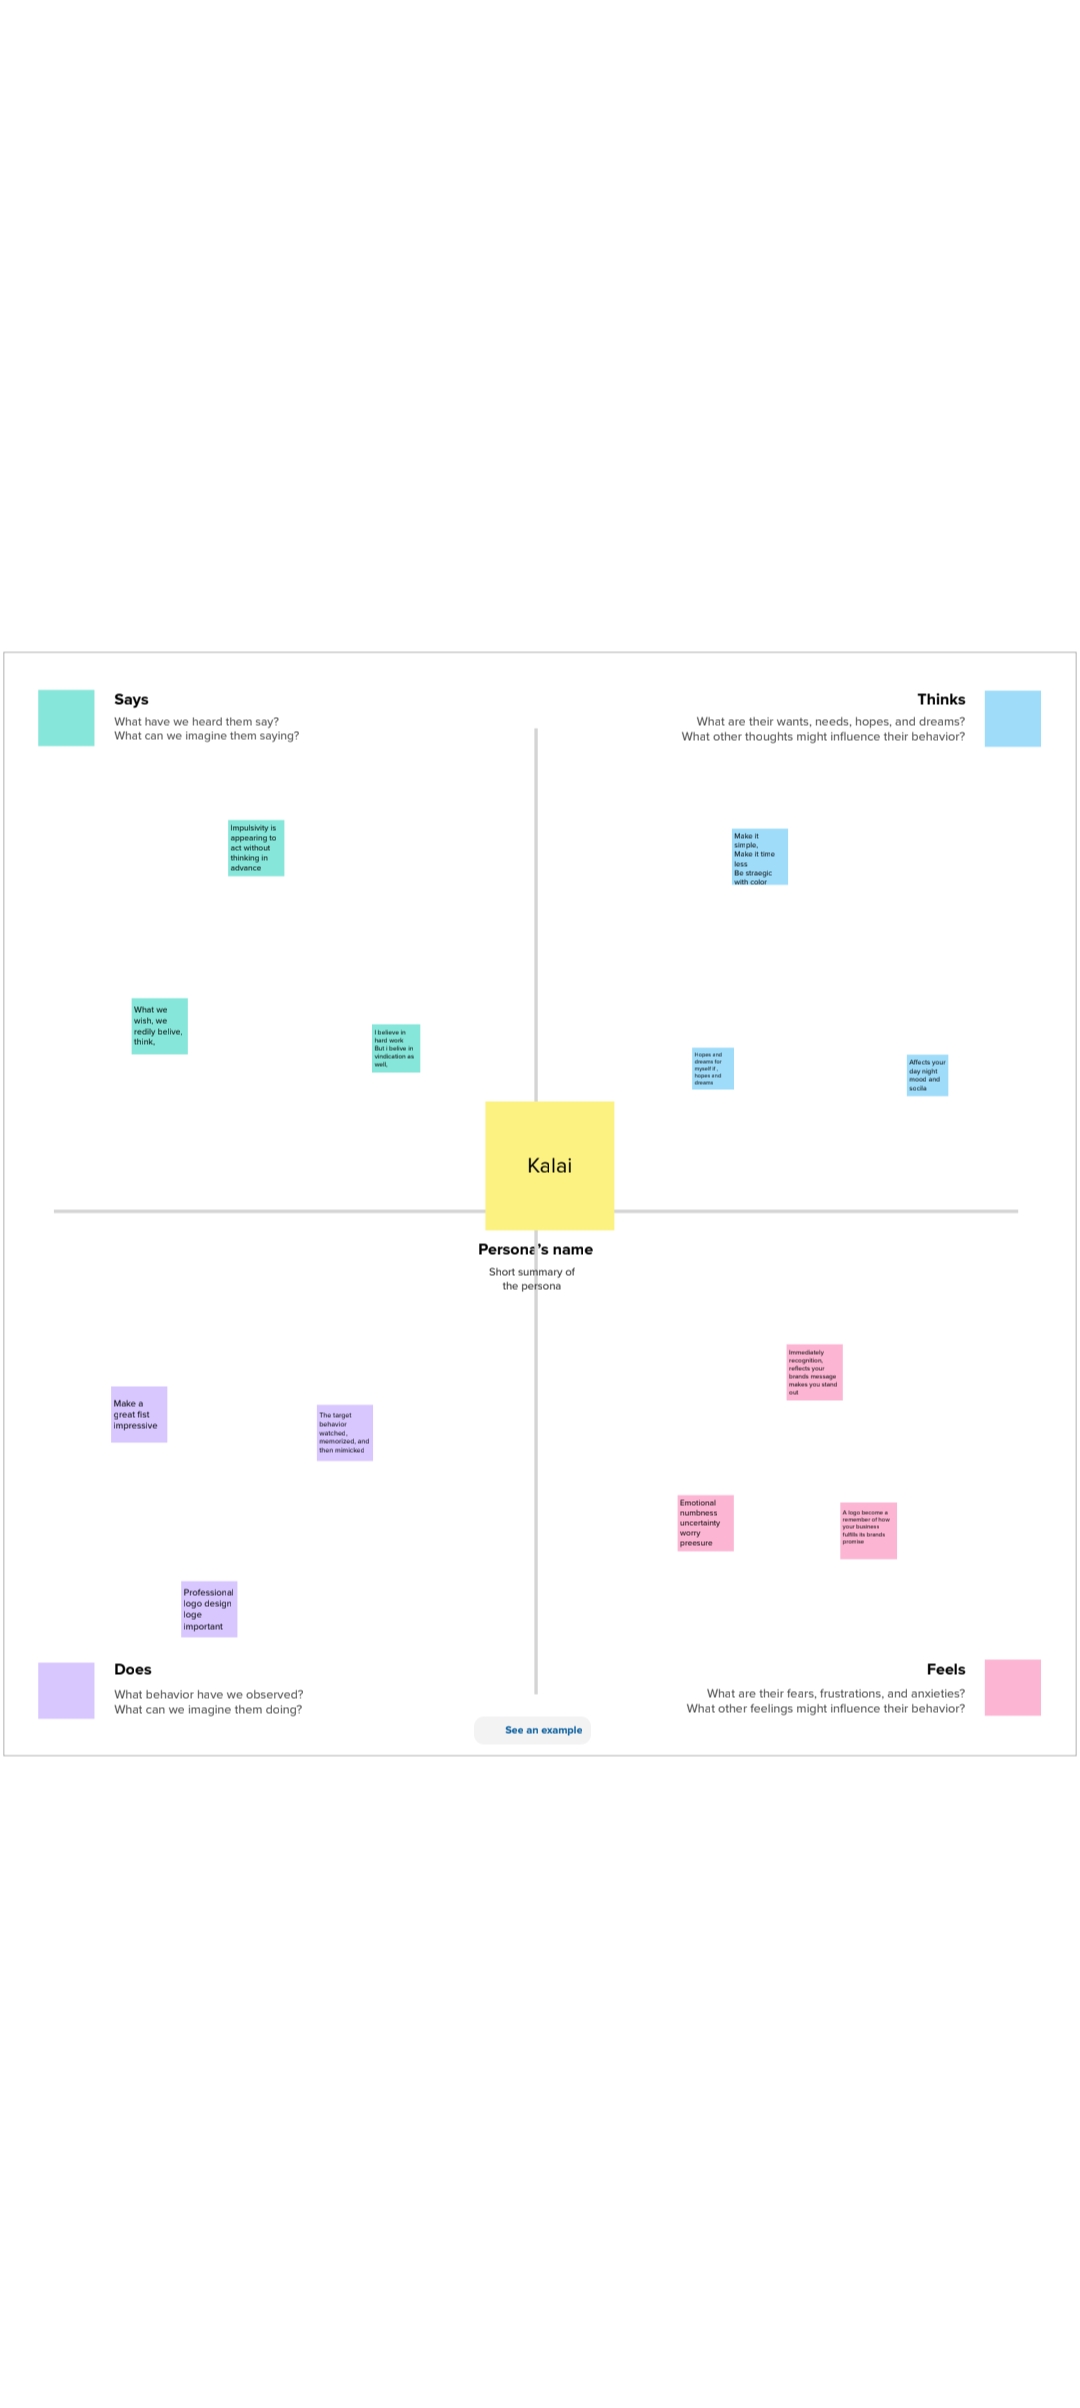 Says
What have we heard them say?
What can we imagine them saying?
Thinks
What are their wants, needs, hopes, and dreams?
What other thoughts might influence their behavior?
Impulsivity is
appearing to
act without
thinking in
advance
Make it
simple,
Make it time
less
Be straegic
with color
What we
wish, we
redily belive,
think,
I believe in
hard work
But i belive in
vindication as
well,
Hopes and
dreams for
myself if ,
hopes and
dreams
Affects your
day night
mood and
socila
Kalai
Persona's name
Short summary of
the persona
Immediately
recognition,
reflects your
brands message
makes you stand
out
Make a
great fist
impressive
The target
behavior
watched,
memorized, and
then mimicked
Emotional
numbness
uncertainty
worry
preesure
A logo become a
remember of how
your business
fulfills its brands
promise
Professional
logo design
loge
important
Does
What behavior have we observed?
What can we imagine them doing?
Feels
What are their fears, frustrations, and anxieties?
What other feelings might influence their behavior?
See an example